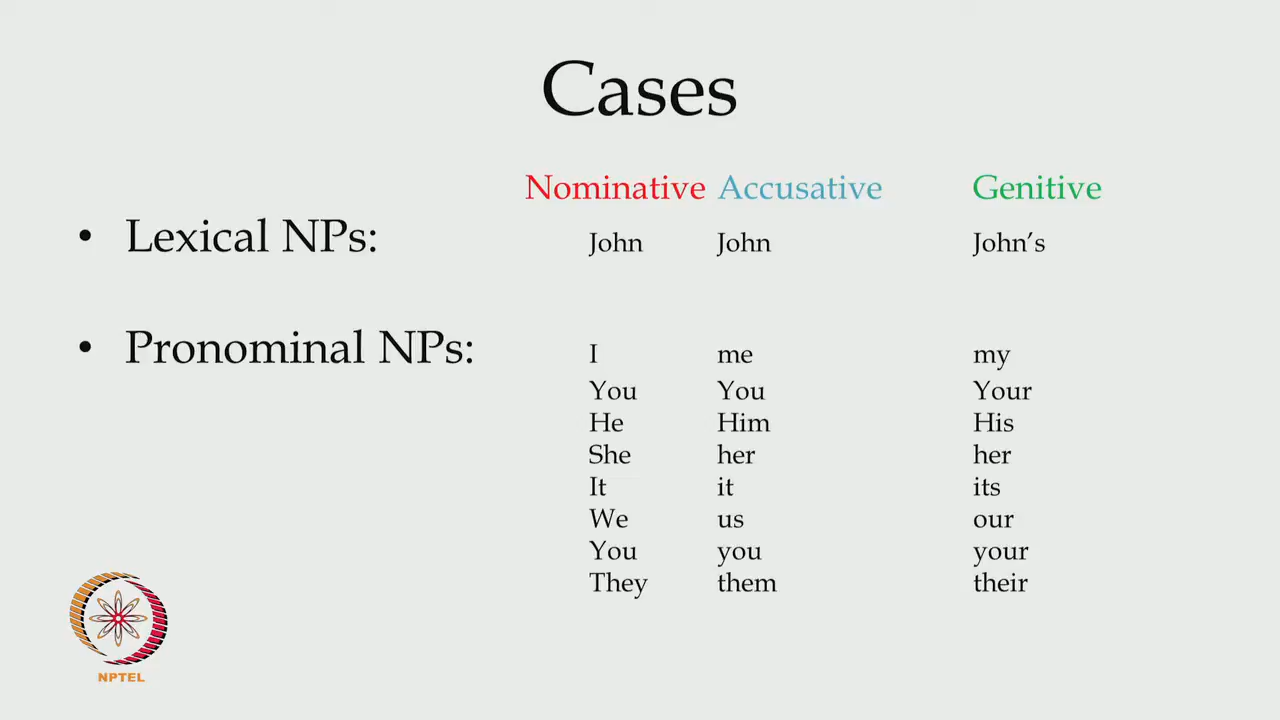 Cases
Nominative Accusative Genitive
• Lexical NPs: John John John’s
• Pronominal NPs: I me my
You You Your
He Him His
She her her
It it its
We us our
You you your
They them their
NPTEL